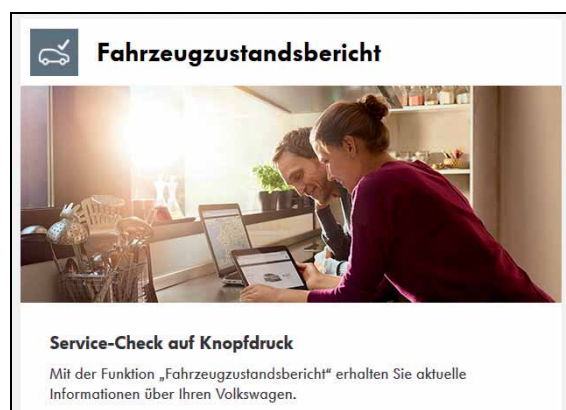 Fahrzeugzustandsbericht
Service-Check auf Knopfdruck
Mit der Funktion „Fahrzeugzustandsbericht“ erhalten Sie aktuelle
Informationen über Ihren Volkswagen.